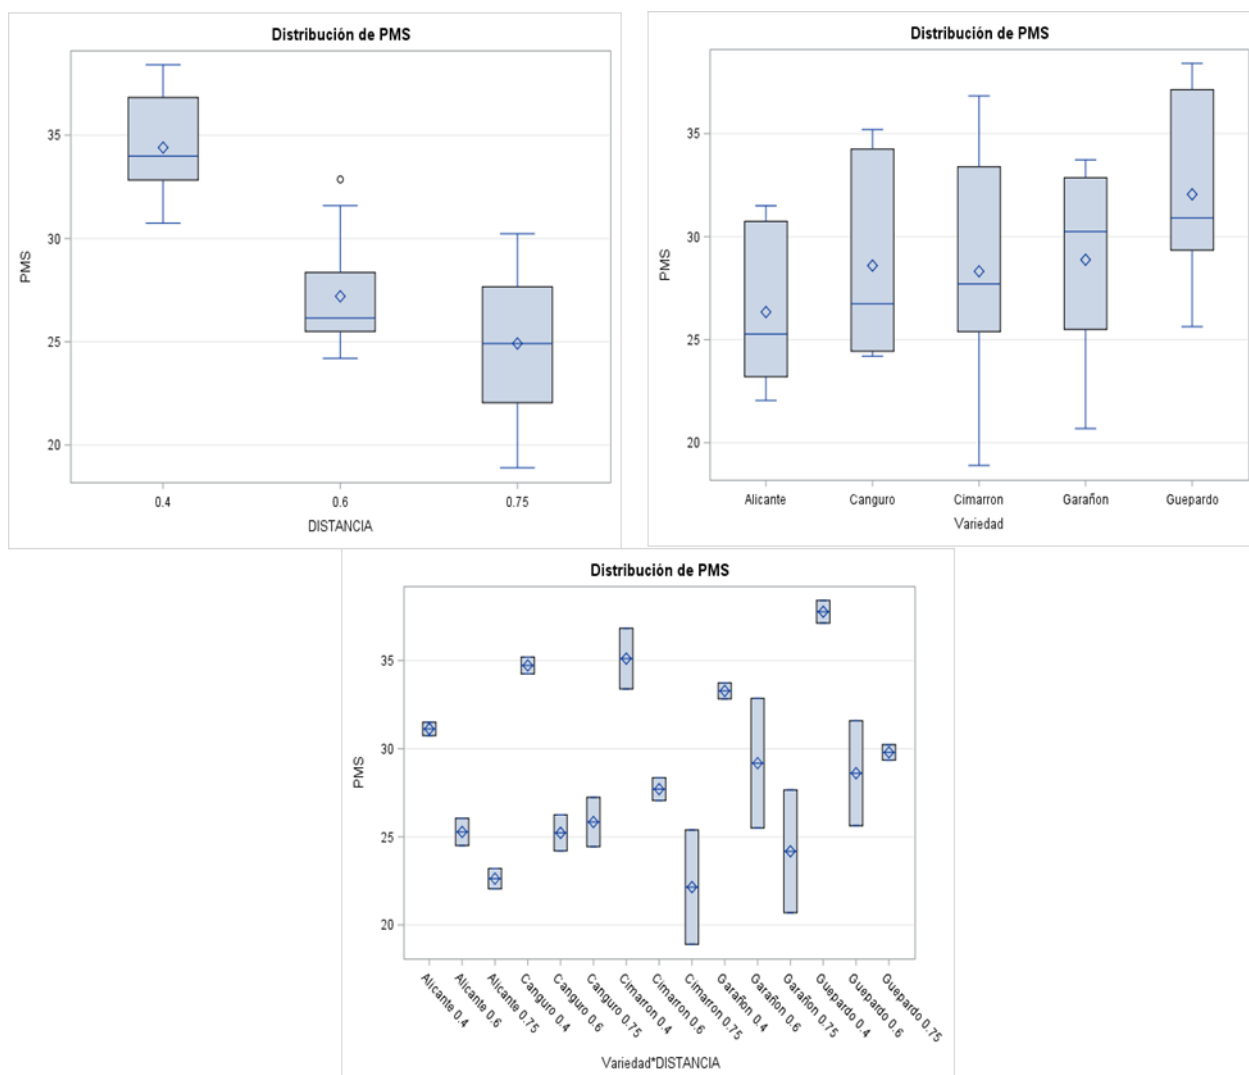 Distribución de PMS
PMS
35
30
25
20
0.4
0.6
0.75
DISTANCIA
Distribución de PMS
PMS
35
30
25
20
Alicante
Canguro
Cimarron
Garañon
Guepardo
Variedad
Distribución de PMS
PMS
35
30
25
20
Alicante 0.4
Alicante 0.6
Alicante 0.75
Canguro 0.4
Canguro 0.6
Canguro 0.75
Cimarron 0.4
Cimarron 0.6
Cimarron 0.75
Garañon 0.4
Garañon 0.6
Garañon 0.75
Guepardo 0.4
Guepardo 0.6
Guepardo 0.75
Variedad*DISTANCIA